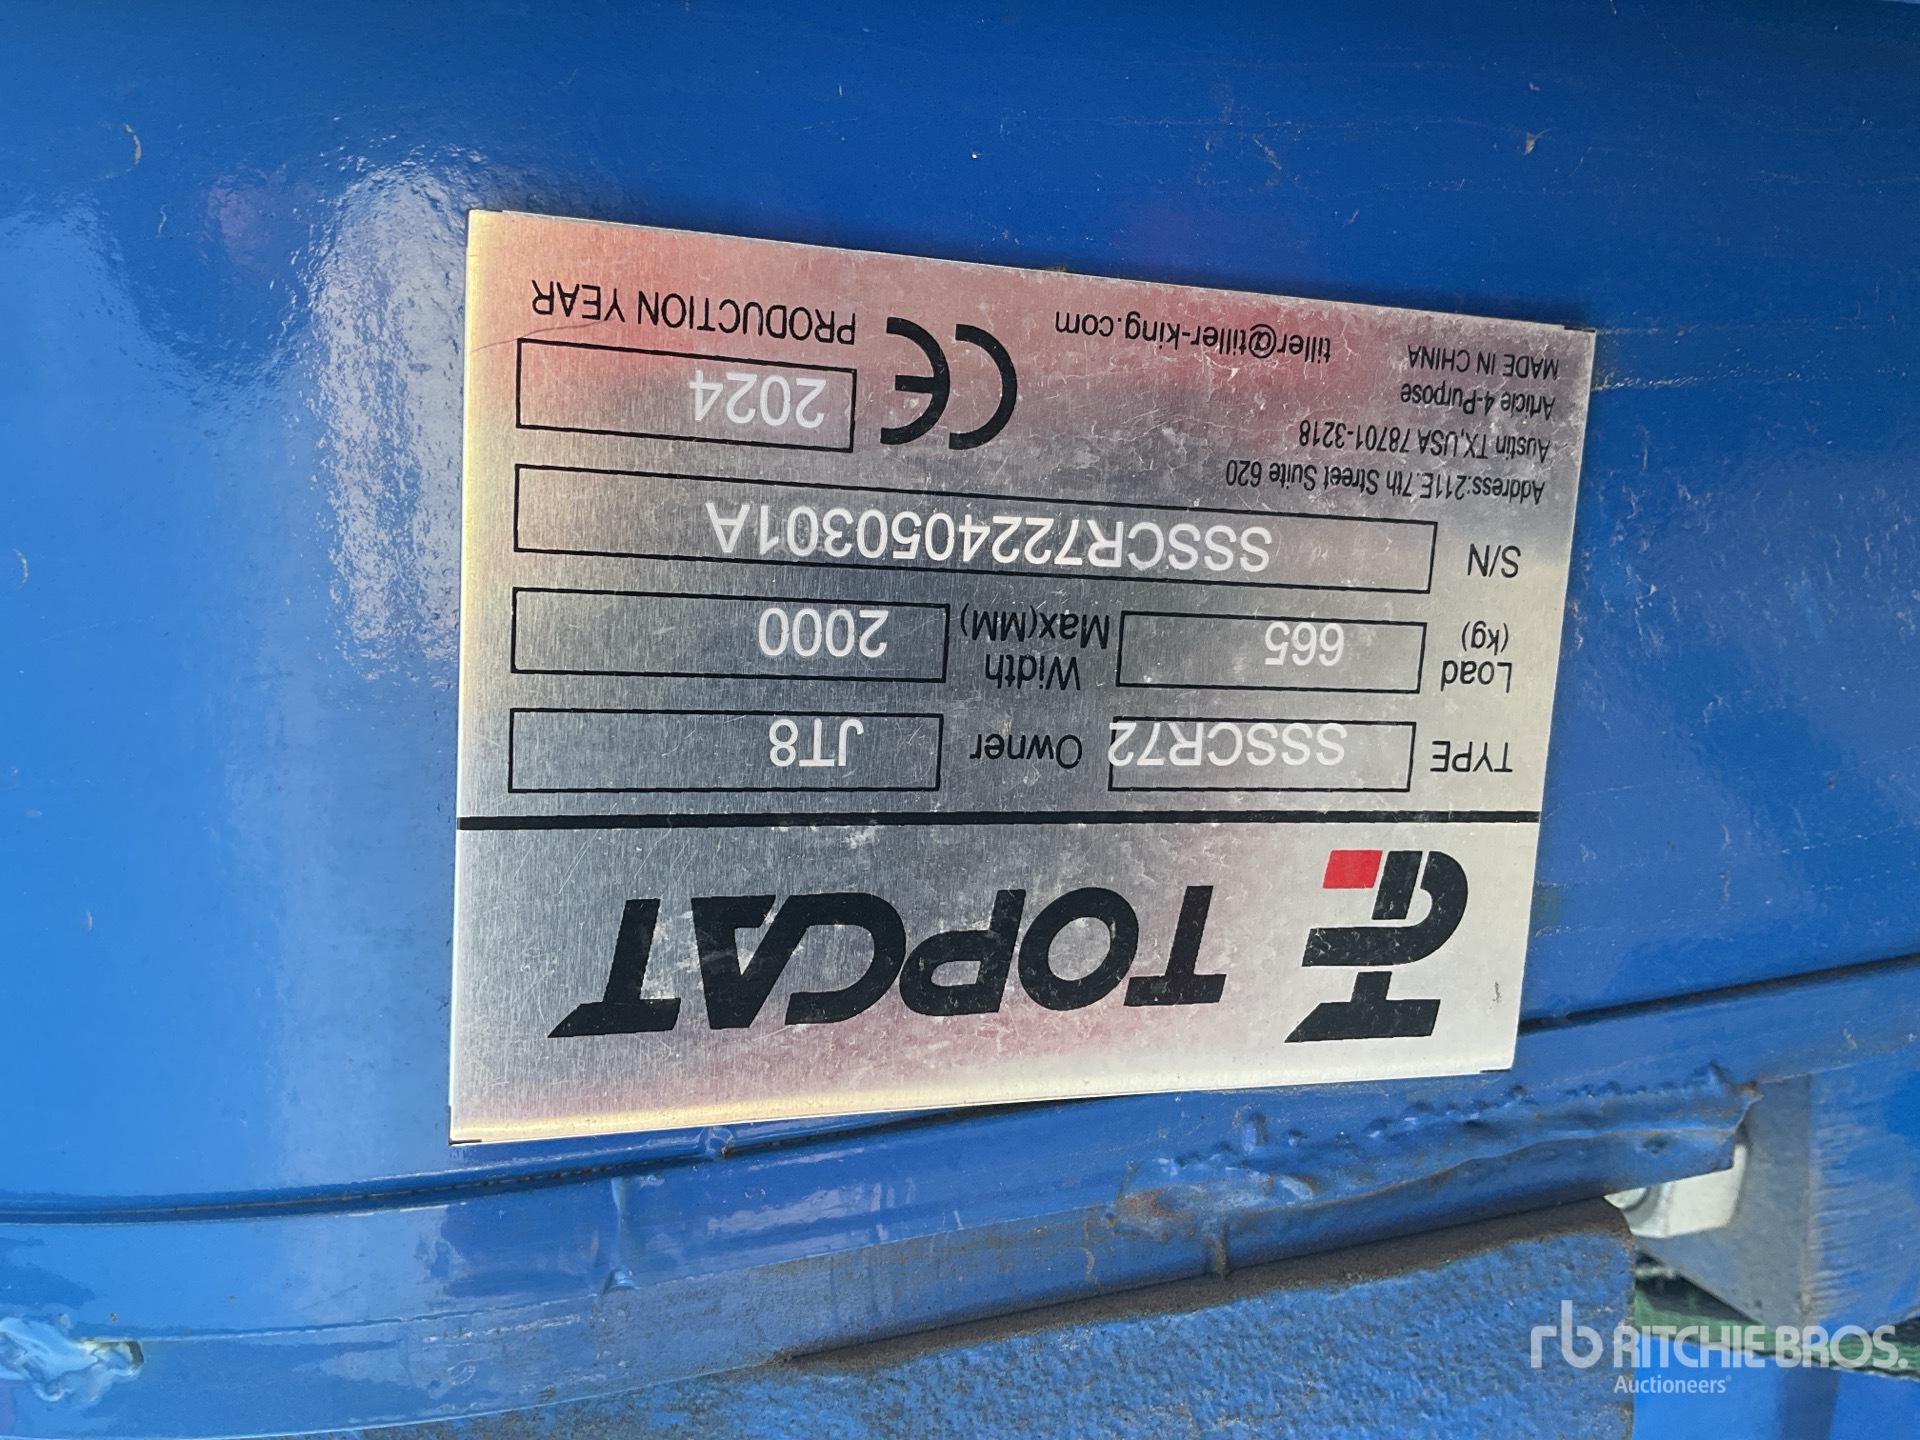 TOPCAT
TYPE SSSCR72 Owner JT8
Load (kg) 665 Width Max(MM) 2000
S/N SSSCR7224050301A
Address:211E.7th Street Suite 620
Austin TX,USA 78701-3218
Article 4-Purpose
MADE IN CHINA
tiller@tiller-king.com
CE
2024
PRODUCTION YEAR
rb RITCHIE BROS.
Auctioneers